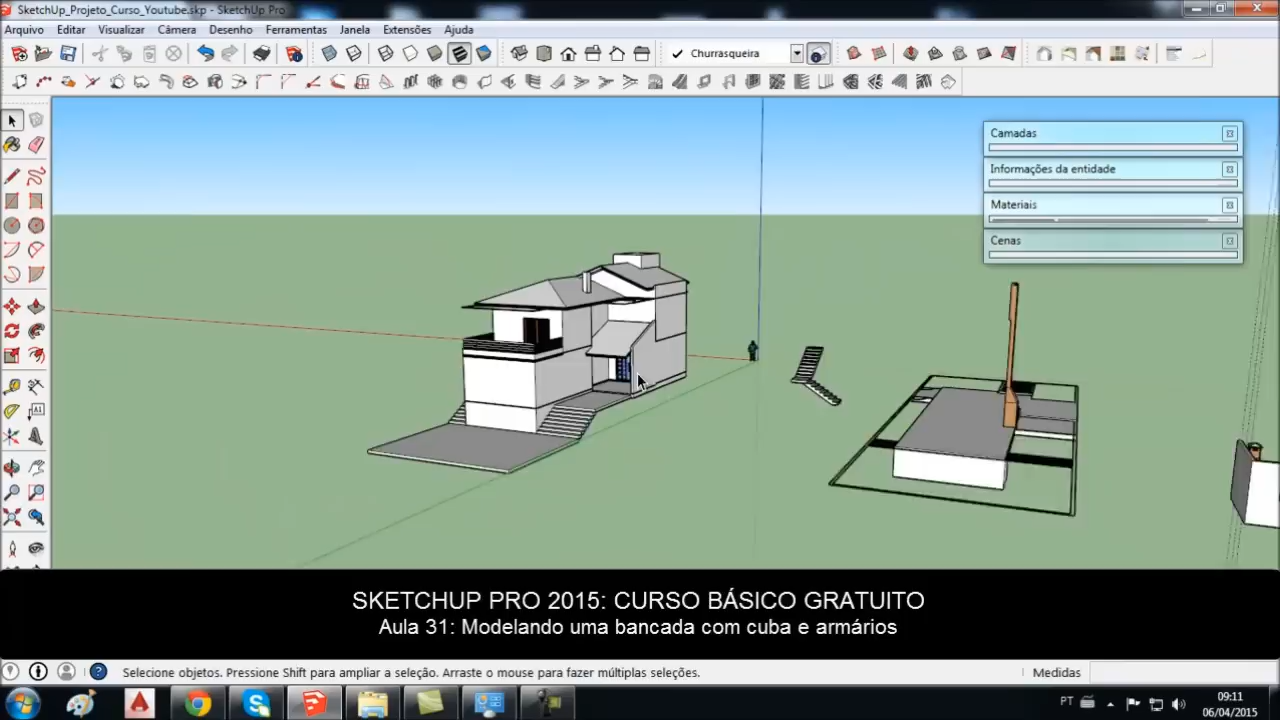 SketchUp_Projeto_Curso_Youtube.skp - SketchUp Pro
Arquivo Editar Visualizar Câmera Desenho Ferramentas Janela Extensões Ajuda
Churrasqueira
Camadas
Informações da entidade
Materiais
Cenas
SKETCHUP PRO 2015: CURSO BÁSICO GRATUITO
Aula 31: Modelando uma bancada com cuba e armários
Selecione objetos. Pressione Shift para ampliar a seleção. Arraste o mouse para fazer múltiplas seleções.
Medidas
PT
09:11
06/04/2015